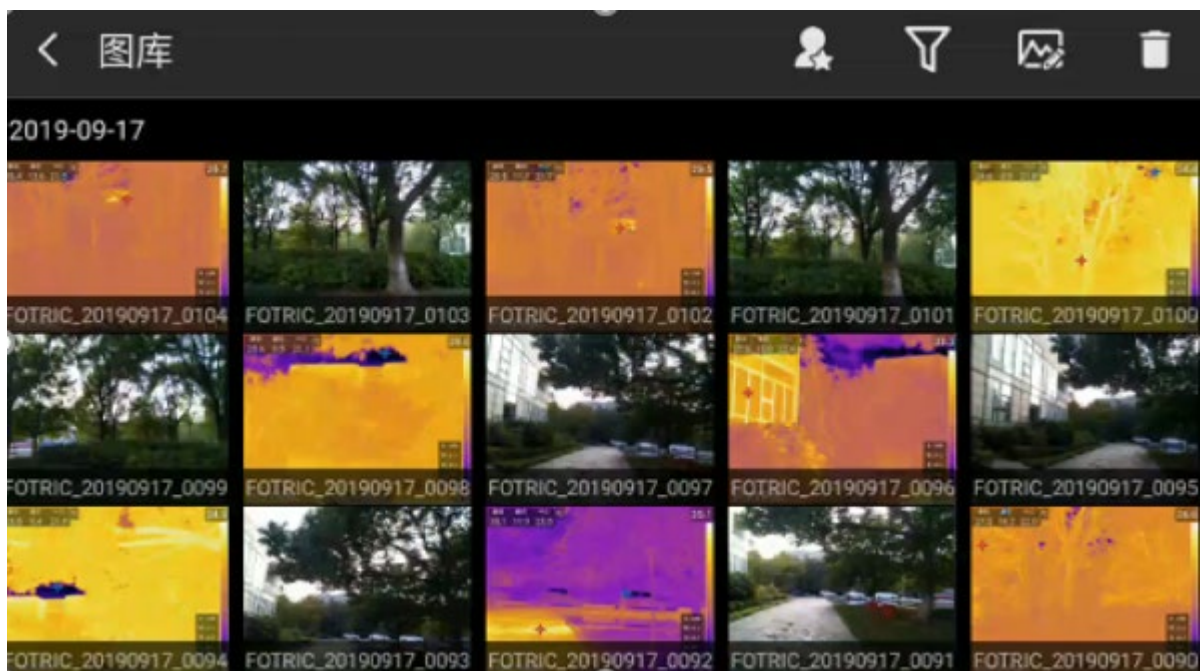 图库
2019-09-17
FOTRIC_20190917_0104
FOTRIC_20190917_0103
FOTRIC_20190917_0102
FOTRIC_20190917_0101
FOTRIC_20190917_0100
FOTRIC_20190917_0099
FOTRIC_20190917_0098
FOTRIC_20190917_0097
FOTRIC_20190917_0096
FOTRIC_20190917_0095
FOTRIC_20190917_0094
FOTRIC_20190917_0093
FOTRIC_20190917_0092
FOTRIC_20190917_0091